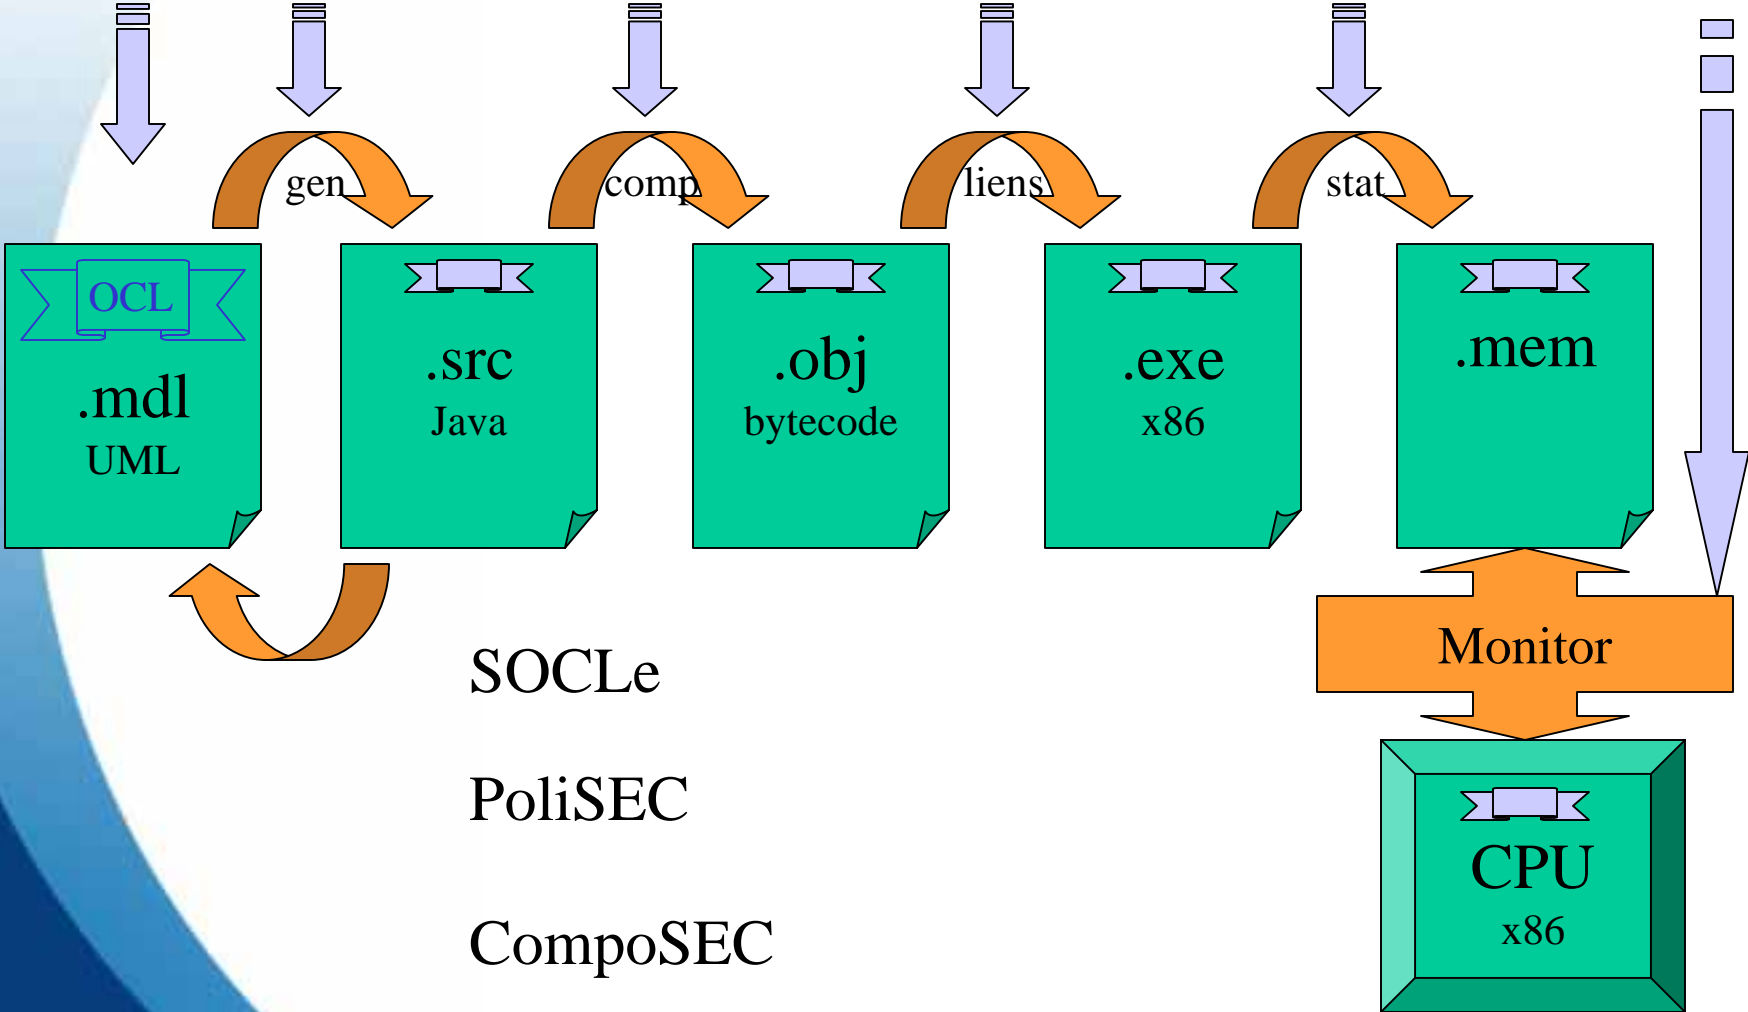 gen
comp
liens
stat
OCL
.mdl
UML
.src
Java
.obj
bytecode
.exe
x86
.mem
Monitor
SOCLe
PoliSEC
CompoSEC
CPU
x86